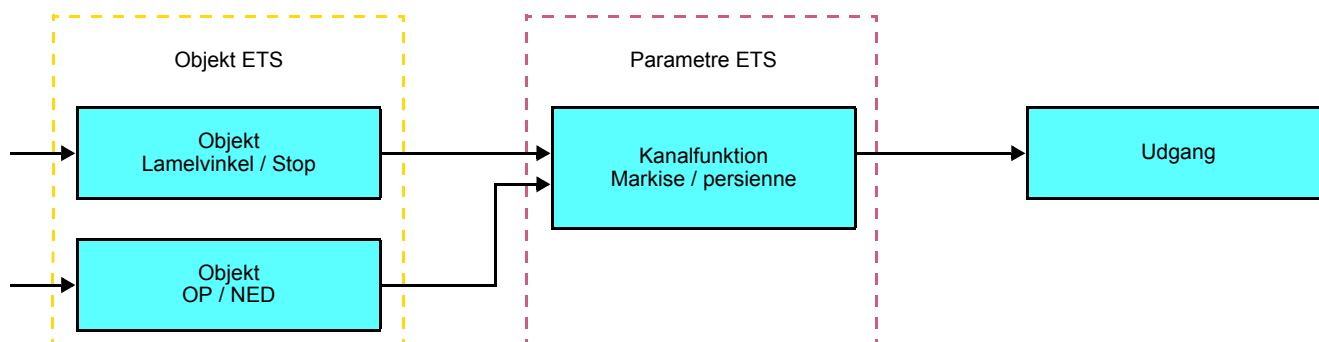 Objekt ETS
Parametre ETS
Objekt
Lamelvinkel / Stop
Kanalfunktion
Markise / persienne
Udgang
Objekt
OP / NED